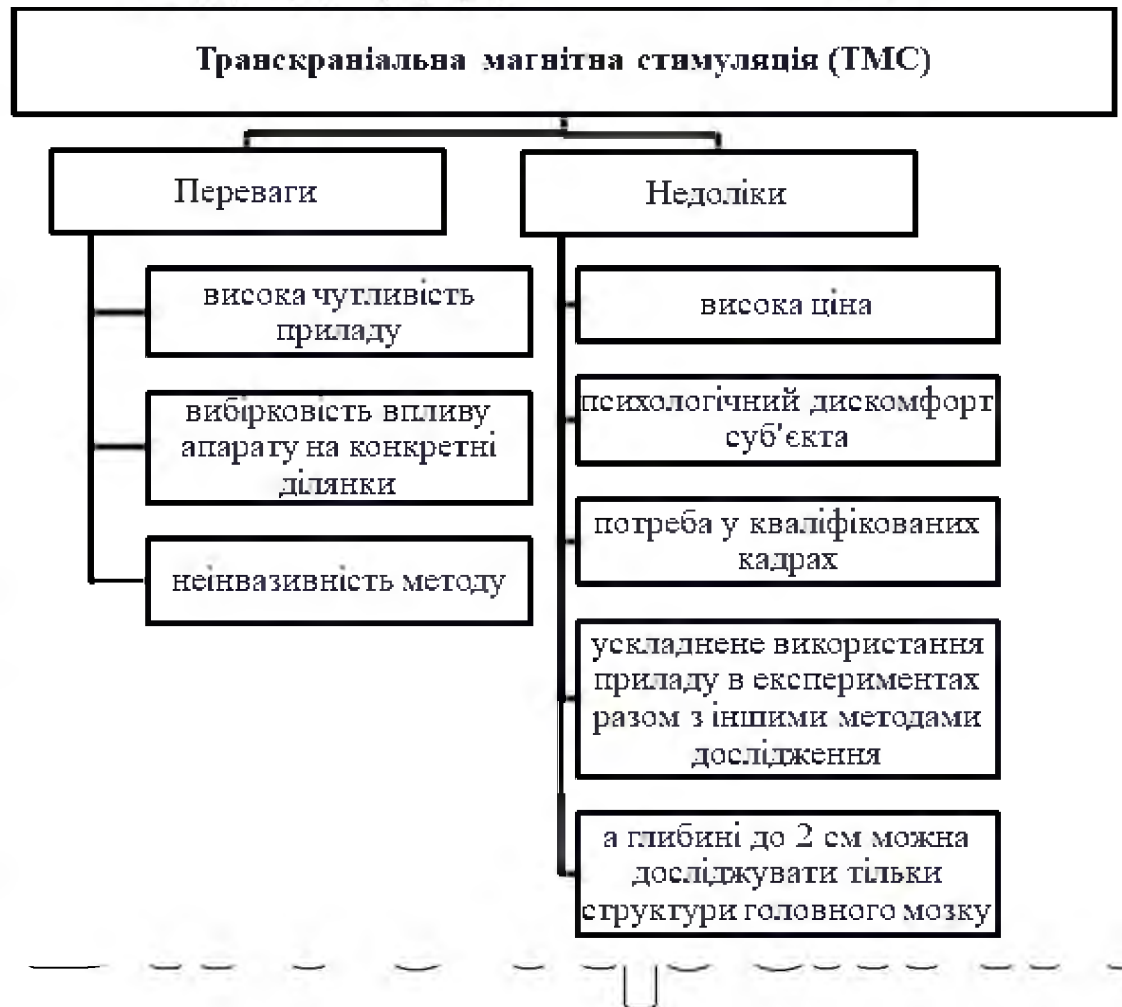 Транскраніальна магнітна стимуляція (ТМС)
Переваги
висока чутливість
приладу
вибірковість впливу
апарату на конкретні
ділянки
неінвазивність методу
Недоліки
висока ціна
психологічний дискомфорт
суб'єкта
потреба у кваліфікованих
кадрах
ускладнене використання
приладу в експериментах
разом з іншими методами
дослідження
а глибині до 2 см можна
досліджувати тільки
структури головного мозку